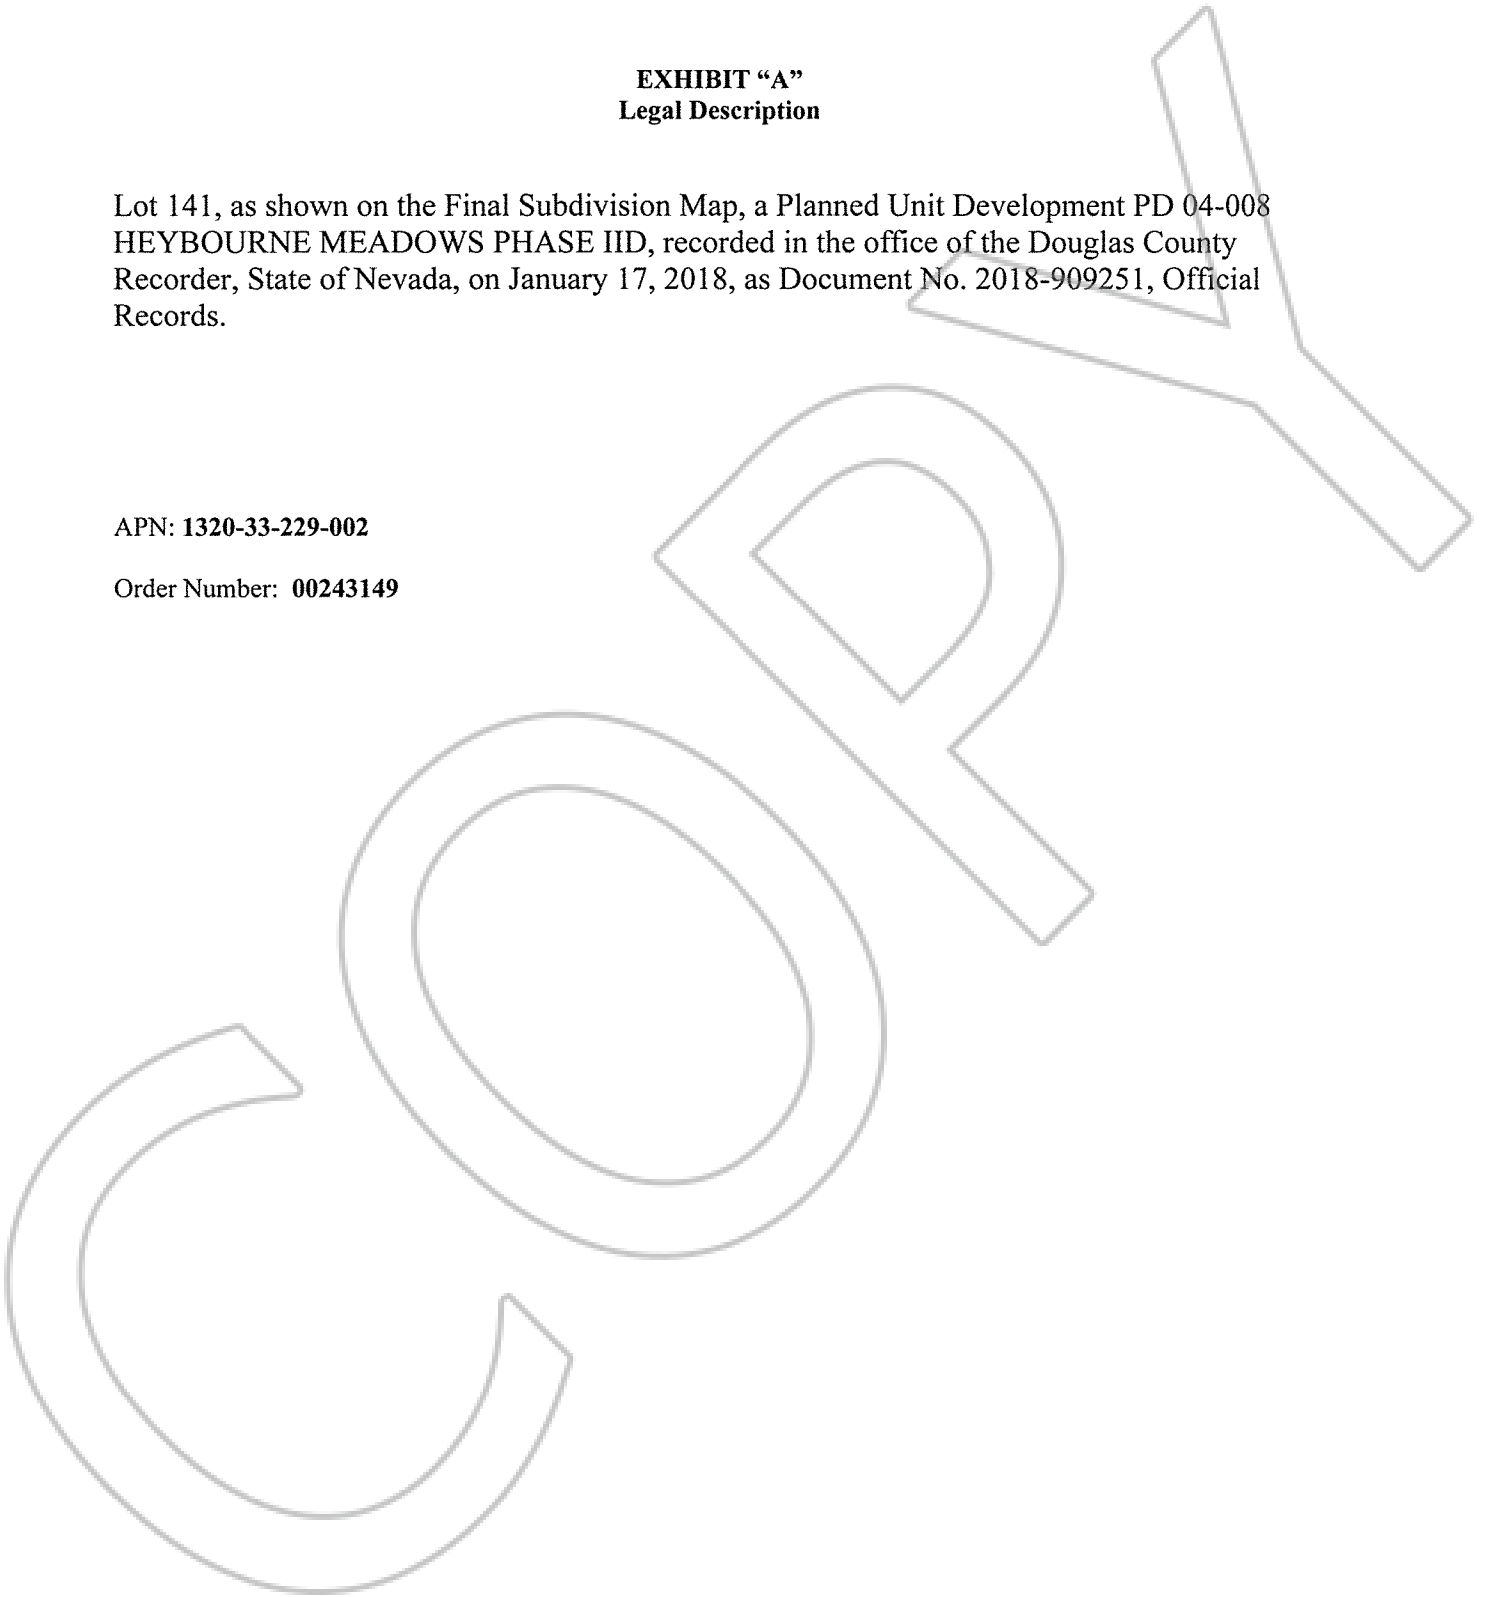 EXHIBIT “A”
Legal Description
Lot 141, as shown on the Final Subdivision Map, a Planned Unit Development PD 04-008
HEYBOURNE MEADOWS PHASE IID, recorded in the office of the Douglas County
Recorder, State of Nevada, on January 17, 2018, as Document No. 2018-909251, Official
Records.
APN: 1320-33-229-002
Order Number: 00243149
COPY